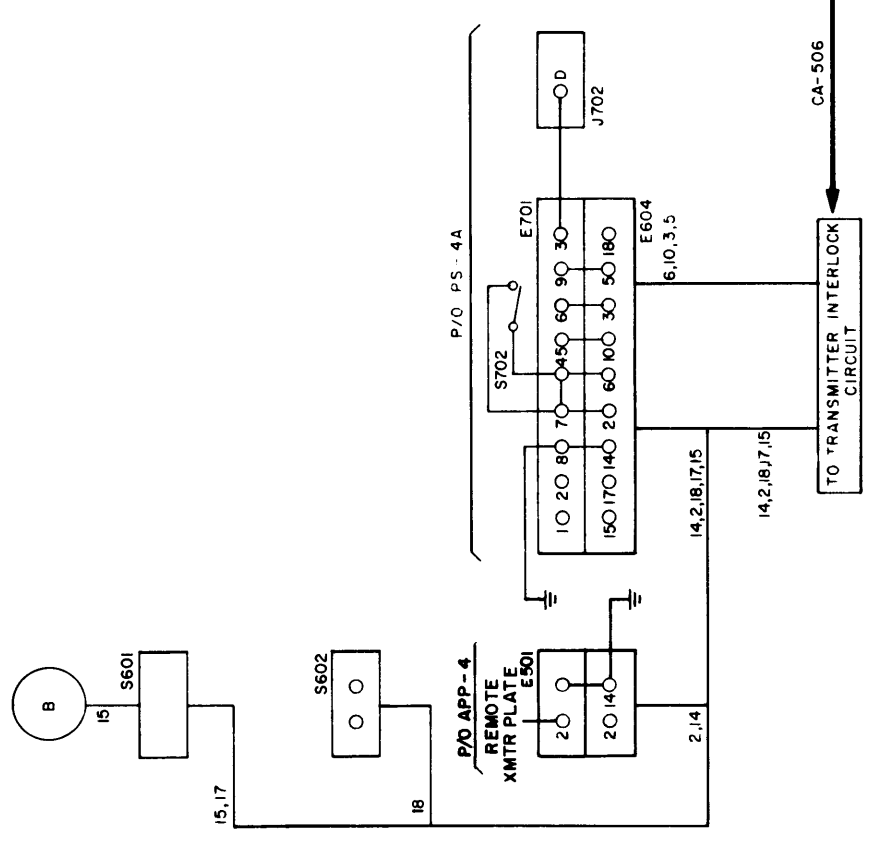 P/O PS-4A
J702
D
CA-506
E701
3
9
6
45
7
8
2
1
18
5
3
10
6
2
14
17
15
E604
S702
6,10,3,5
TO TRANSMITTER INTERLOCK
CIRCUIT
14,2,18,17,15
14,2,18,17,15
P/O APP-4
REMOTE
XMTR PLATE
E501
2
2
14
2,14
S602
18
S601
B
15
15,17